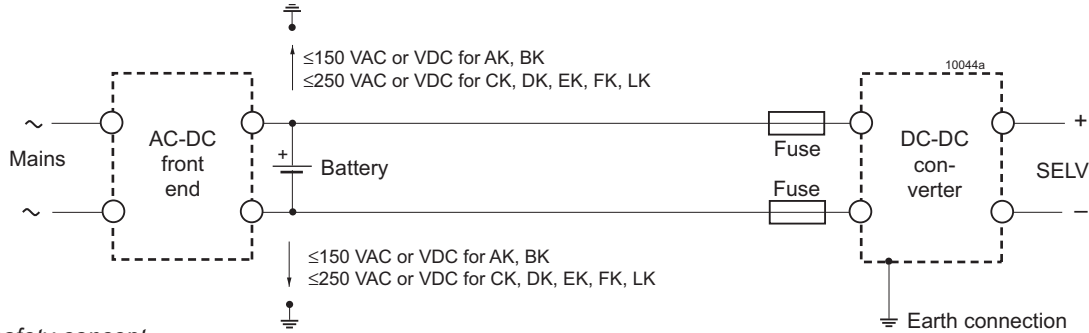 ≤150 VAC or VDC for AK, BK
≤250 VAC or VDC for CK, DK, EK, FK, LK
10044a
~
Mains
~
AC-DC
front
end
+
Battery
Fuse
Fuse
DC-DC
con-
verter
+
SELV
–
≤150 VAC or VDC for AK, BK
≤250 VAC or VDC for CK, DK, EK, FK, LK
Earth connection